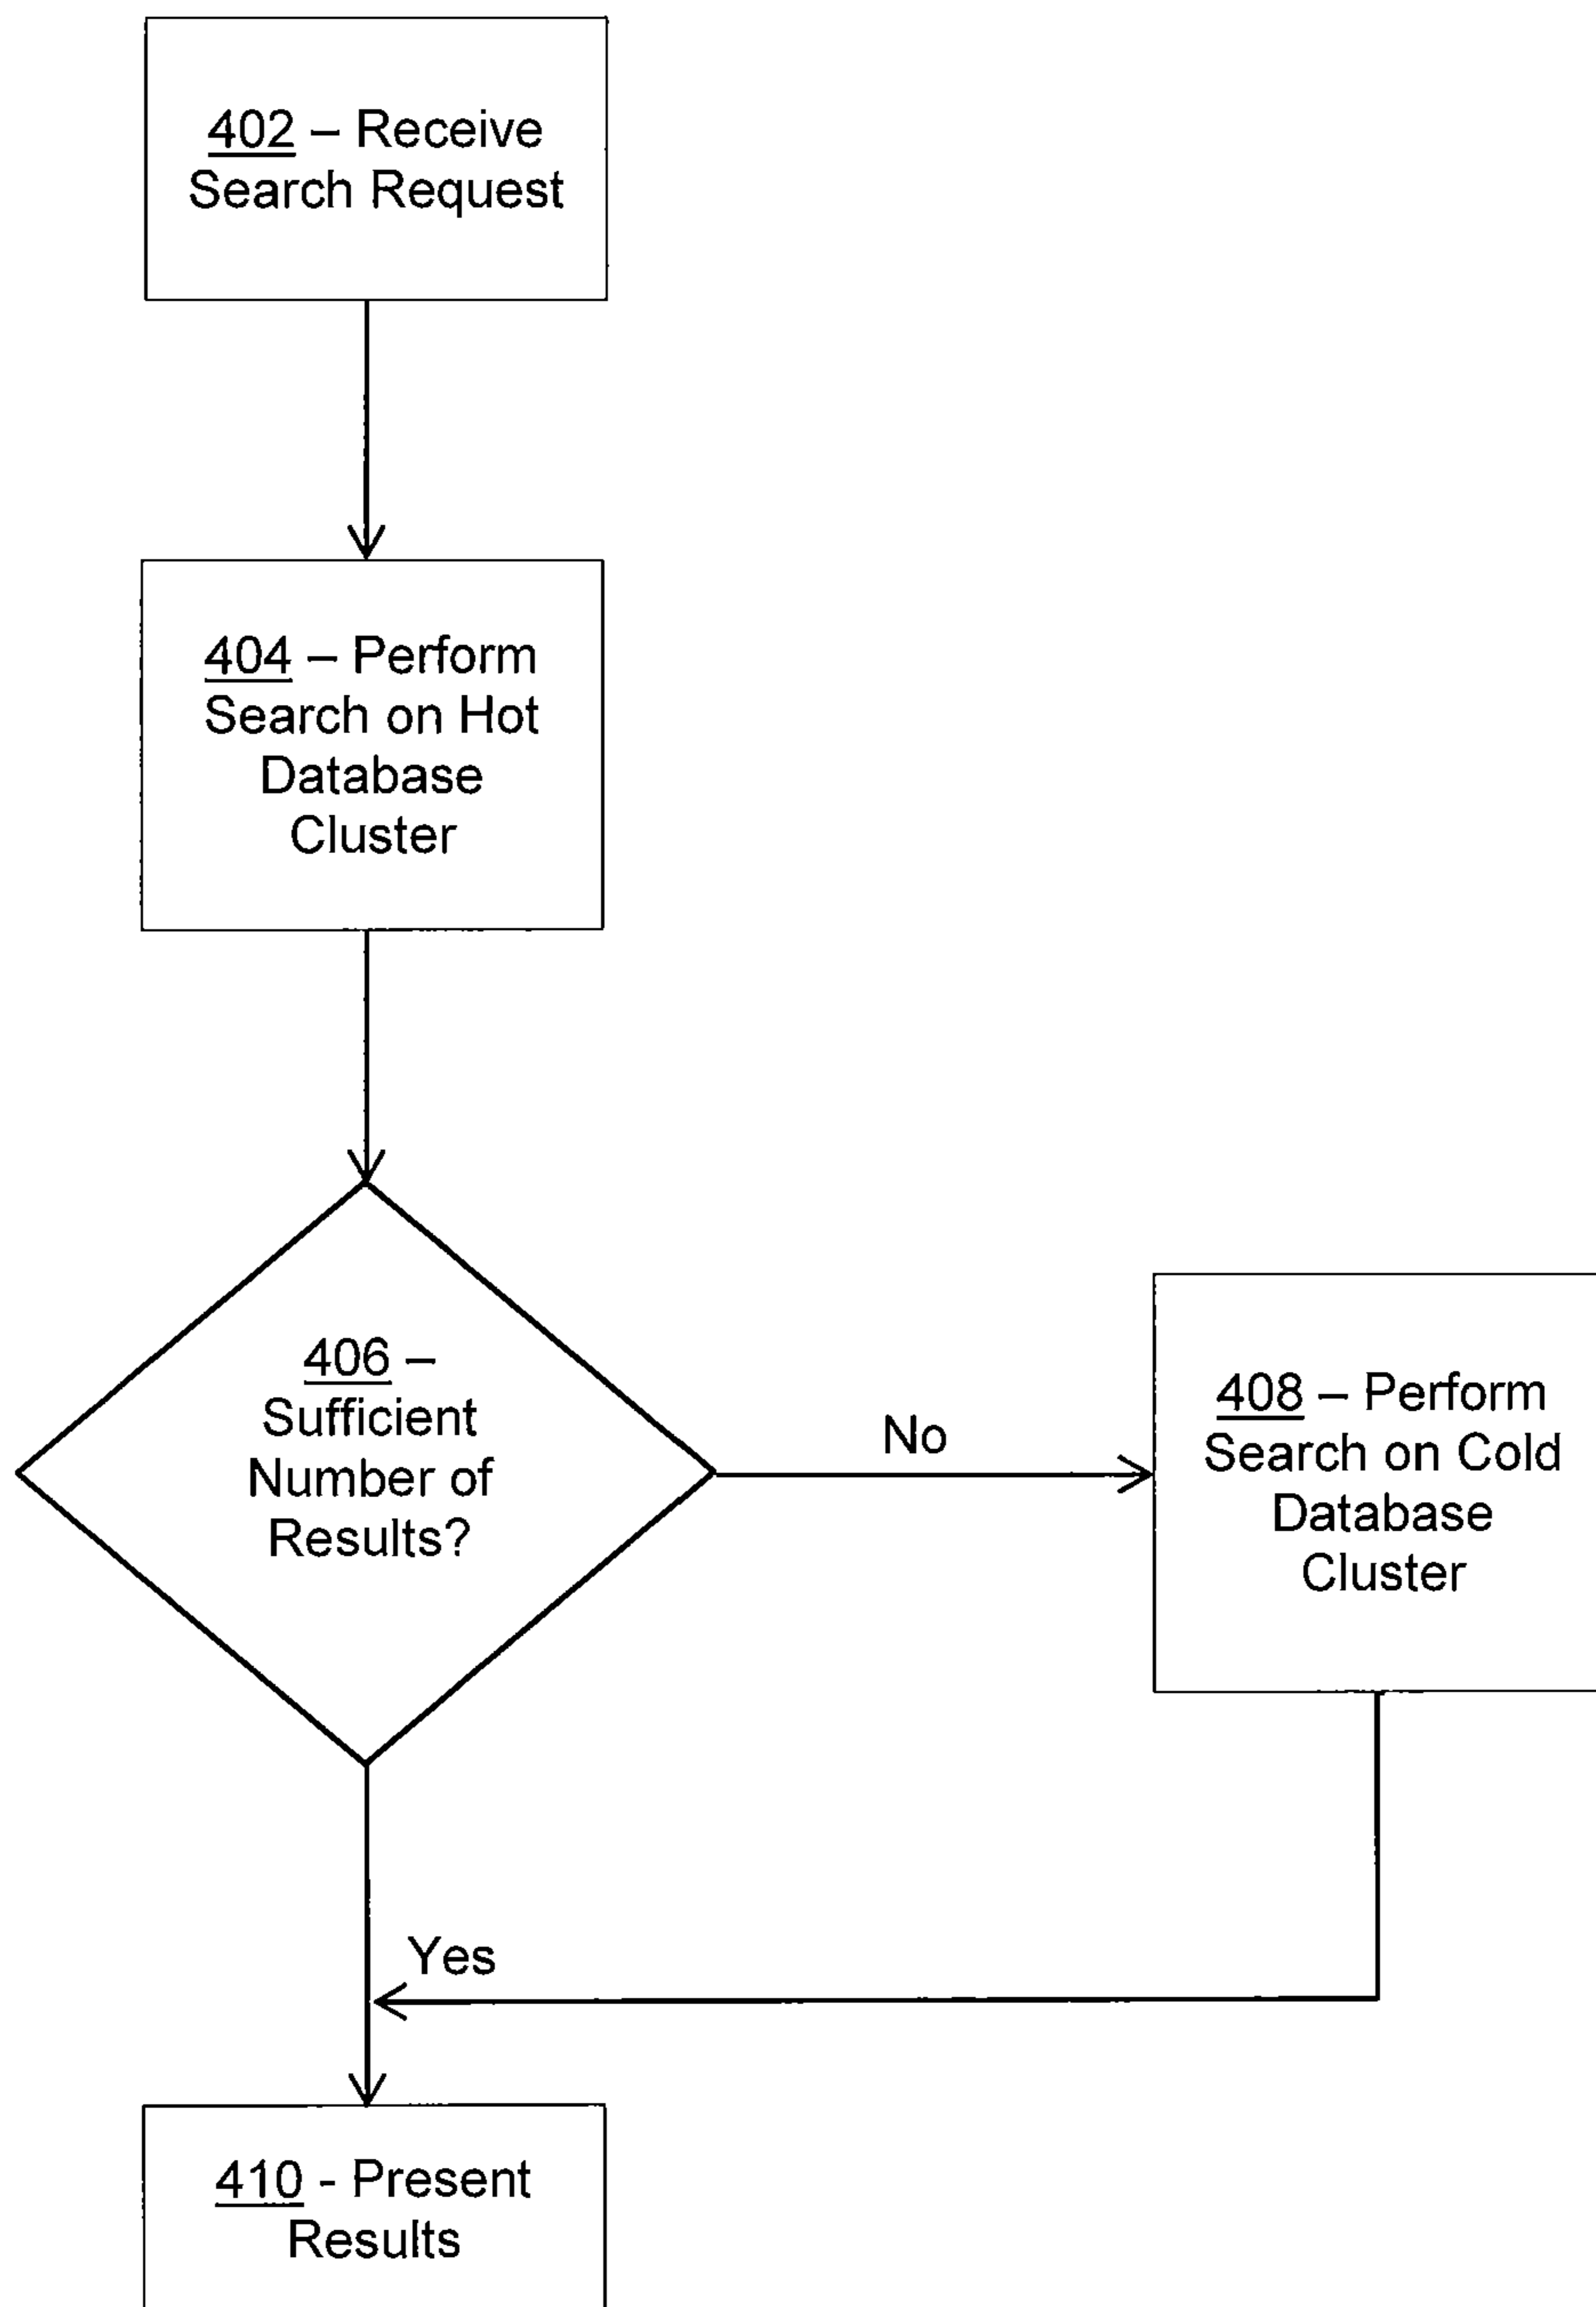 402 – Receive
Search Request
404 – Perform
Search on Hot
Database
Cluster
406 –
Sufficient
Number of
Results?
No
408 – Perform
Search on Cold
Database
Cluster
Yes
410 - Present
Results